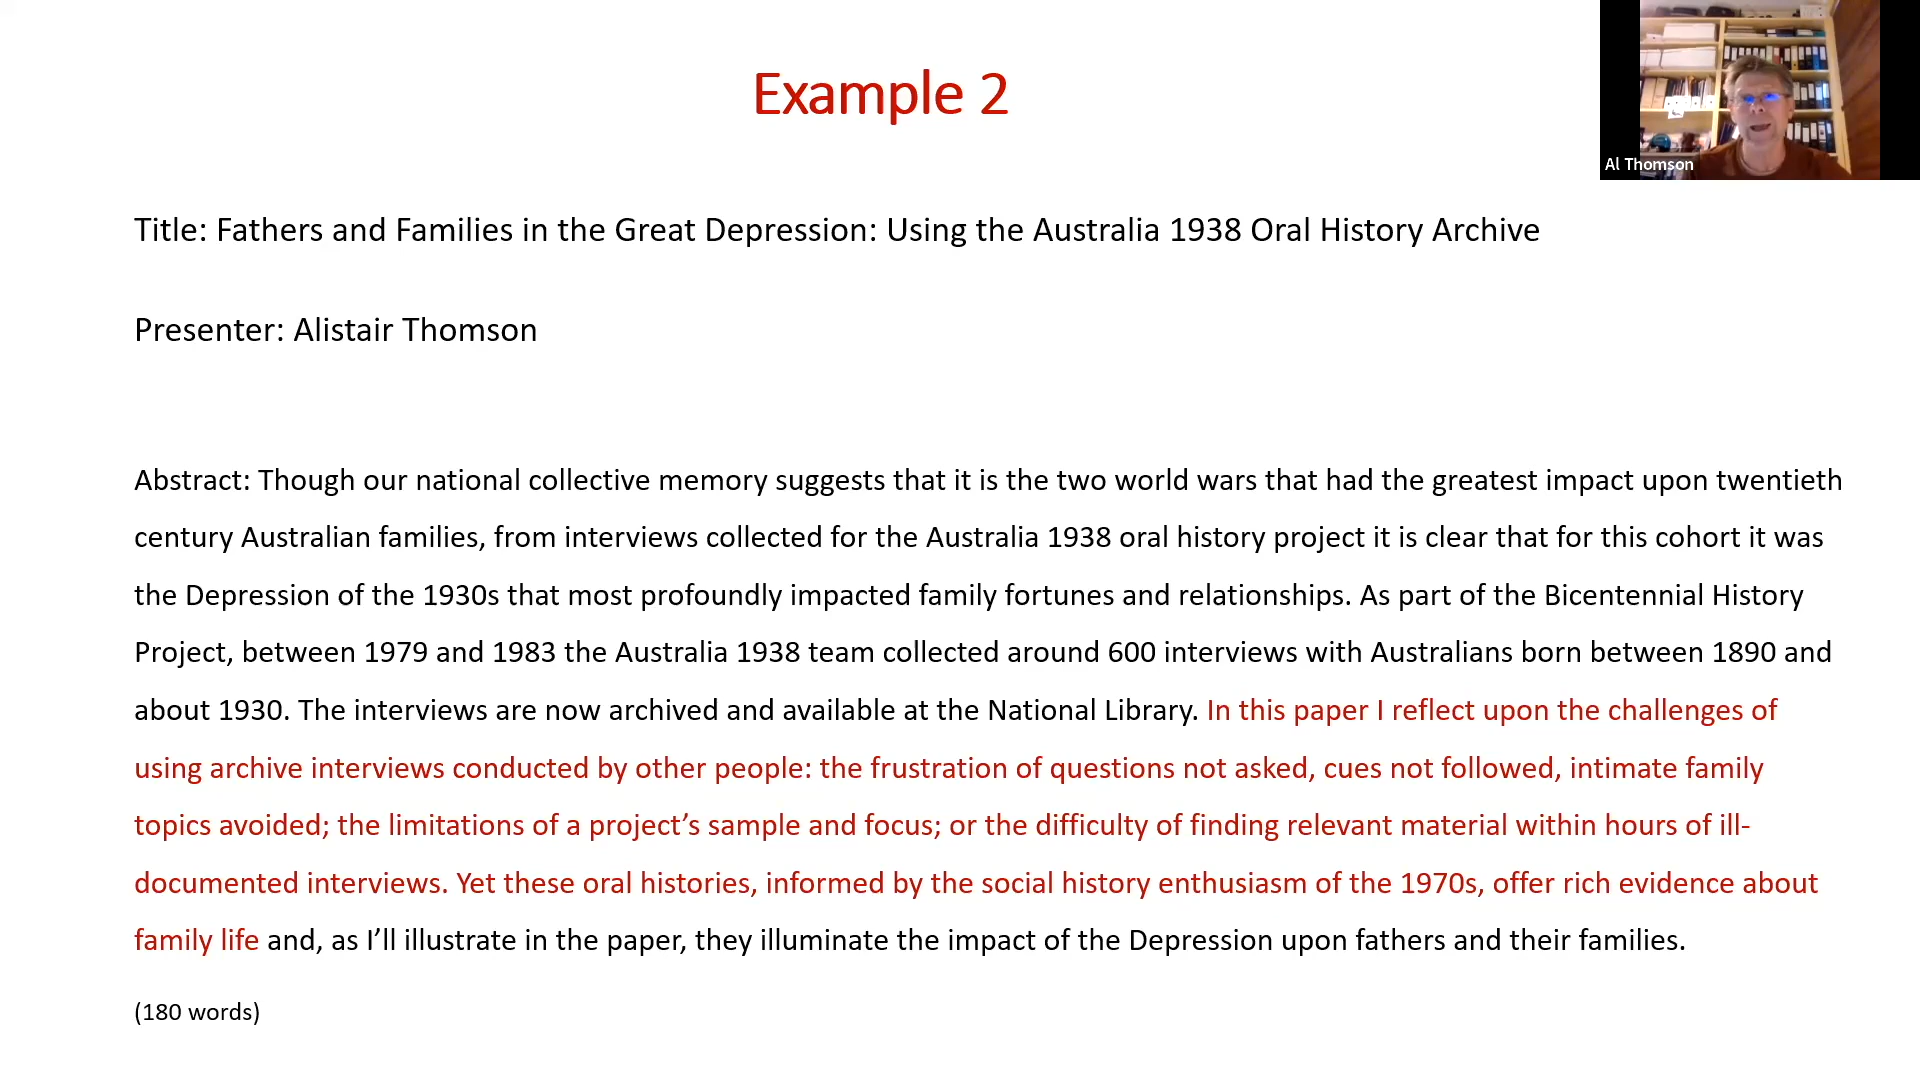 Example 2
Al Thomson
Title: Fathers and Families in the Great Depression: Using the Australia 1938 Oral History Archive
Presenter: Alistair Thomson
Abstract: Though our national collective memory suggests that it is the two world wars that had the greatest impact upon twentieth
century Australian families, from interviews collected for the Australia 1938 oral history project it is clear that for this cohort it was
the Depression of the 1930s that most profoundly impacted family fortunes and relationships. As part of the Bicentennial History
Project, between 1979 and 1983 the Australia 1938 team collected around 600 interviews with Australians born between 1890 and
about 1930. The interviews are now archived and available at the National Library. In this paper I reflect upon the challenges of
using archive interviews conducted by other people: the frustration of questions not asked, cues not followed, intimate family
topics avoided; the limitations of a project’s sample and focus; or the difficulty of finding relevant material within hours of ill-
documented interviews. Yet these oral histories, informed by the social history enthusiasm of the 1970s, offer rich evidence about
family life and, as I’ll illustrate in the paper, they illuminate the impact of the Depression upon fathers and their families.
(180 words)